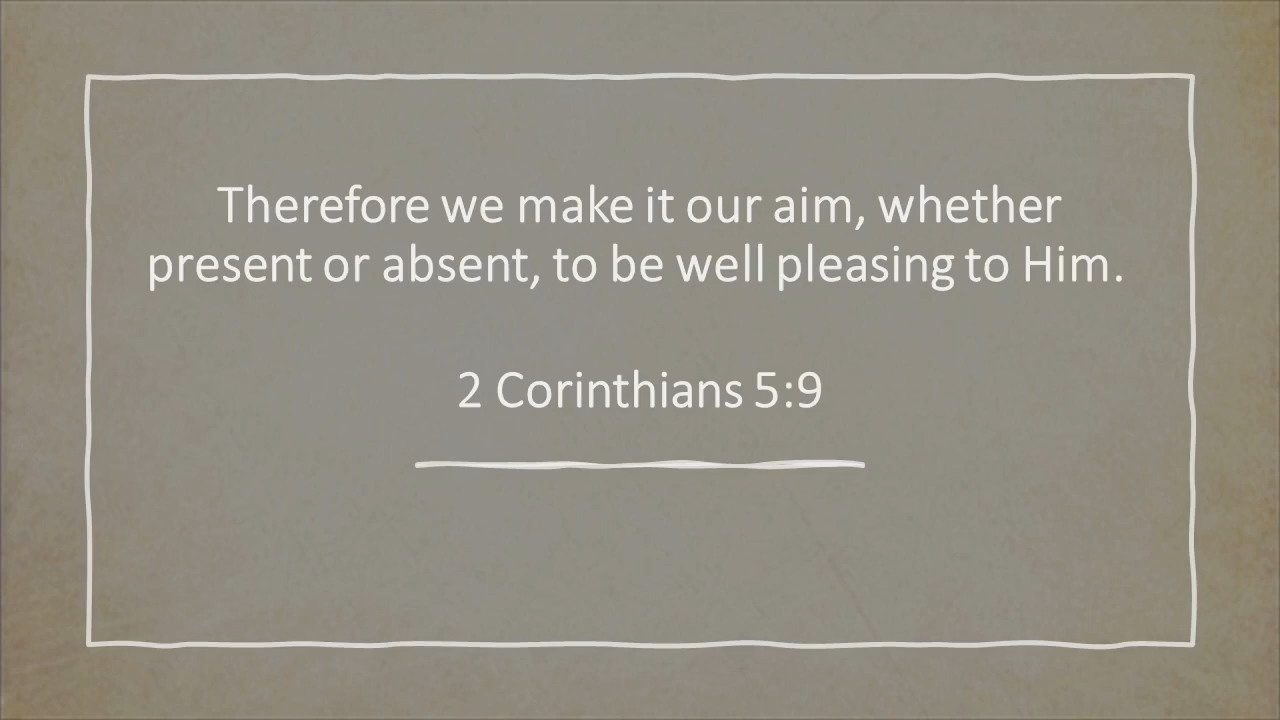 Therefore we make it our aim, whether
present or absent, to be well pleasing to Him.
2 Corinthians 5:9